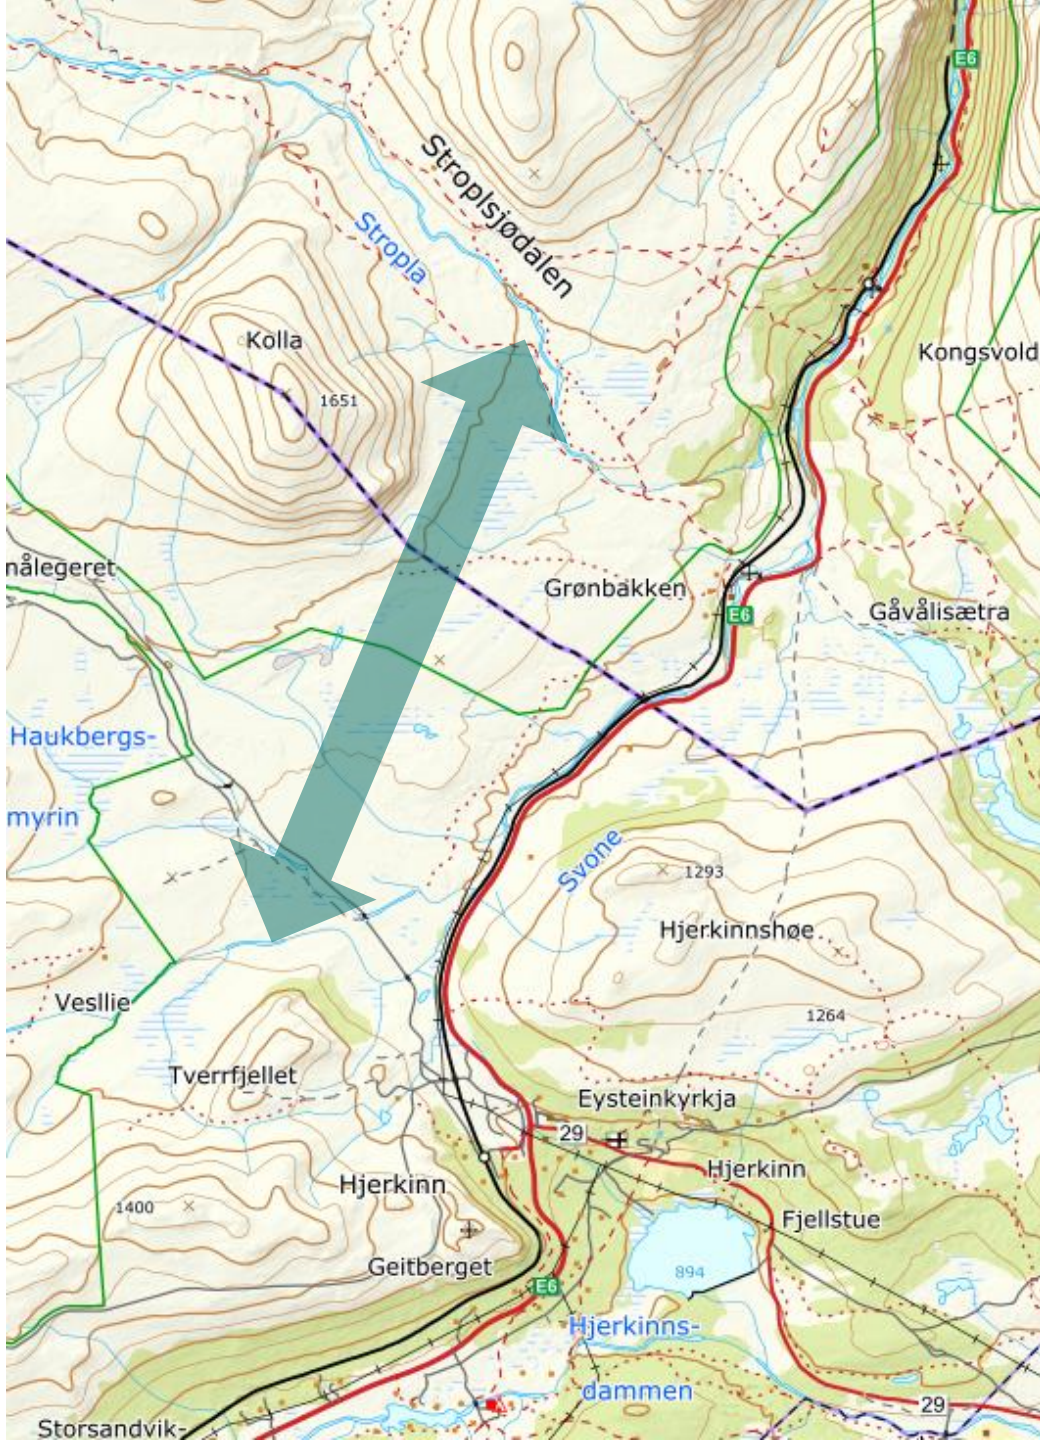 E6
Stroplsjødalen
Stropla
Kolla
Kongsvold
1651
nålegeret
Grønbakken
E6
Gåvålisætra
Haukbergs-
myrin
Svone
1293
Hjerkinnshøe
Vesllie
1264
Tverrfjellet
Eysteinkyrkja
29
Hjerkinn
Hjerkinn
1400
Fjellstue
Geitberget
894
E6
Hjerkinns-
dammen
29
Storsandvik-